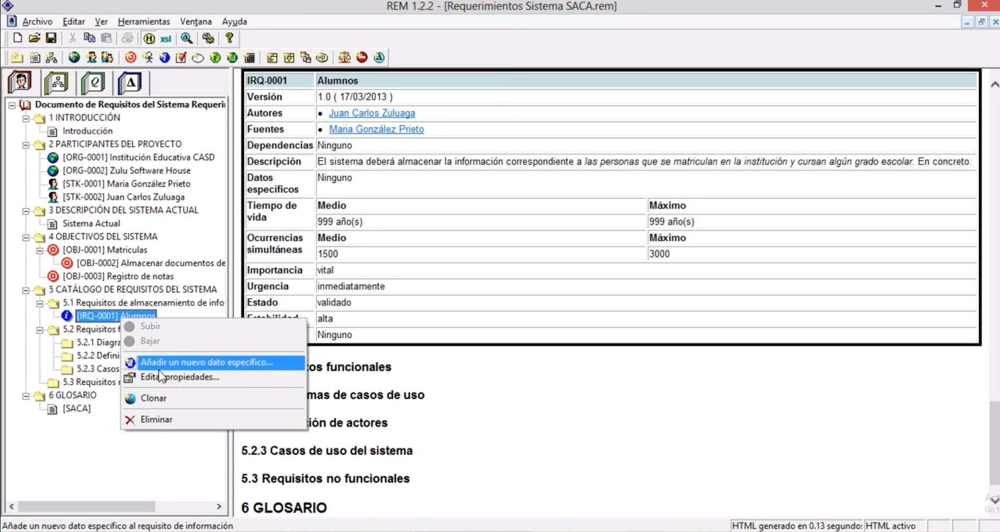 REM 1.2.2 - [Requerimientos Sistema SACA.rem]
Archivo Editar Ver Herramientas Ventana Ayuda
xsl
Documento de Requisitos del Sistema Requeri
1 INTRODUCCIÓN
Introducción
2 PARTICIPANTES DEL PROYECTO
[ORG-0001] Institución Educativa CASD
[ORG-0002] Zulu Software House
[STK-0001] Maria González Prieto
[STK-0002] Juan Carlos Zuluaga
3 DESCRIPCIÓN DEL SISTEMA ACTUAL
Sistema Actual
4 OBJECTIVOS DEL SISTEMA
[OBJ-0001] Matriculas
[OBJ-0002] Almacenar documentos de
[OBJ-0003] Registro de notas
5 CATÁLOGO DE REQUISITOS DEL SISTEMA
5.1 Requisitos de almacenamiento de info
[IRQ-0001] Alumnos
5.2 Requisitos f
5.2.1 Diagra
5.2.2 Defini
5.2.3 Casos
5.3 Requisitos
6 GLOSARIO
[SACA]
Subir
Bajar
Añadir un nuevo dato específico...
Editar propiedades...
Clonar
Eliminar
IRQ-0001 Alumnos
Versión 1.0 ( 17/03/2013 )
Autores • Juan Carlos Zuluaga
Fuentes • Maria González Prieto
Dependencias Ninguno
Descripción El sistema deberá almacenar la información correspondiente a las personas que se matriculan en la institución y cursan algún grado escolar. En concreto:
Datos específicos Ninguno
Tiempo de vida Medio Máximo
999 año(s) 999 año(s)
Ocurrencias simultáneas Medio Máximo
1500 3000
Importancia vital
Urgencia inmediatamente
Estado validado
Estabilidad alta
Ninguno
tos funcionales
mas de casos de uso
ión de actores
5.2.3 Casos de uso del sistema
5.3 Requisitos no funcionales
6 GLOSARIO
Añade un nuevo dato específico al requisito de información
HTML generado en 0.13 segundo: HTML activo
Act
Go t